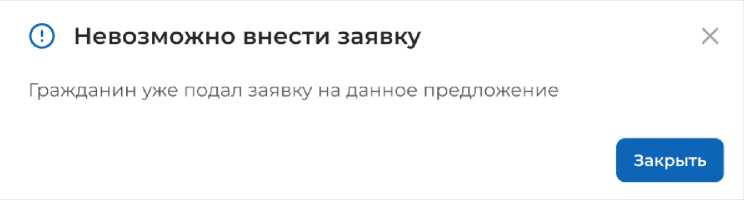 Невозможно внести заявку
Гражданин уже подал заявку на данное предложение
Закрыть